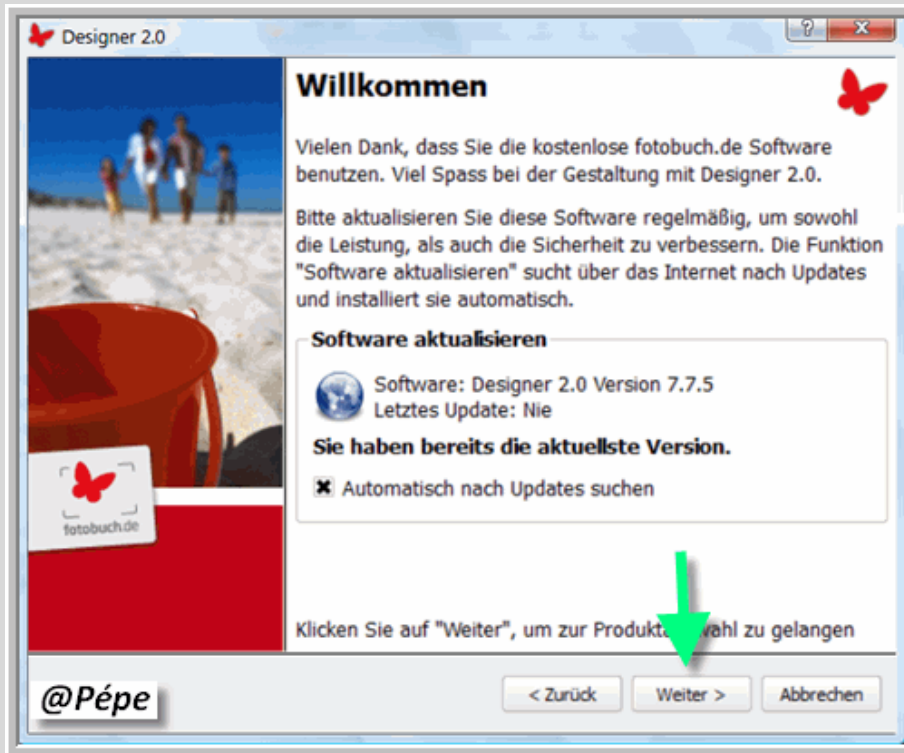 Designer 2.0
Willkommen
Vielen Dank, dass Sie die kostenlose fotobuch.de Software
benutzen. Viel Spass bei der Gestaltung mit Designer 2.0.
Bitte aktualisieren Sie diese Software regelmäßig, um sowohl
die Leistung, als auch die Sicherheit zu verbessern. Die Funktion
"Software aktualisieren" sucht über das Internet nach Updates
und installiert sie automatisch.
Software aktualisieren
Software: Designer 2.0 Version 7.7.5
Letztes Update: Nie
Sie haben bereits die aktuellste Version.
Automatisch nach Updates suchen
fotobuch.de
Klicken Sie auf "Weiter", um zur zu gelangen
@Pépe
< Zurück
Weiter >
Abbrechen